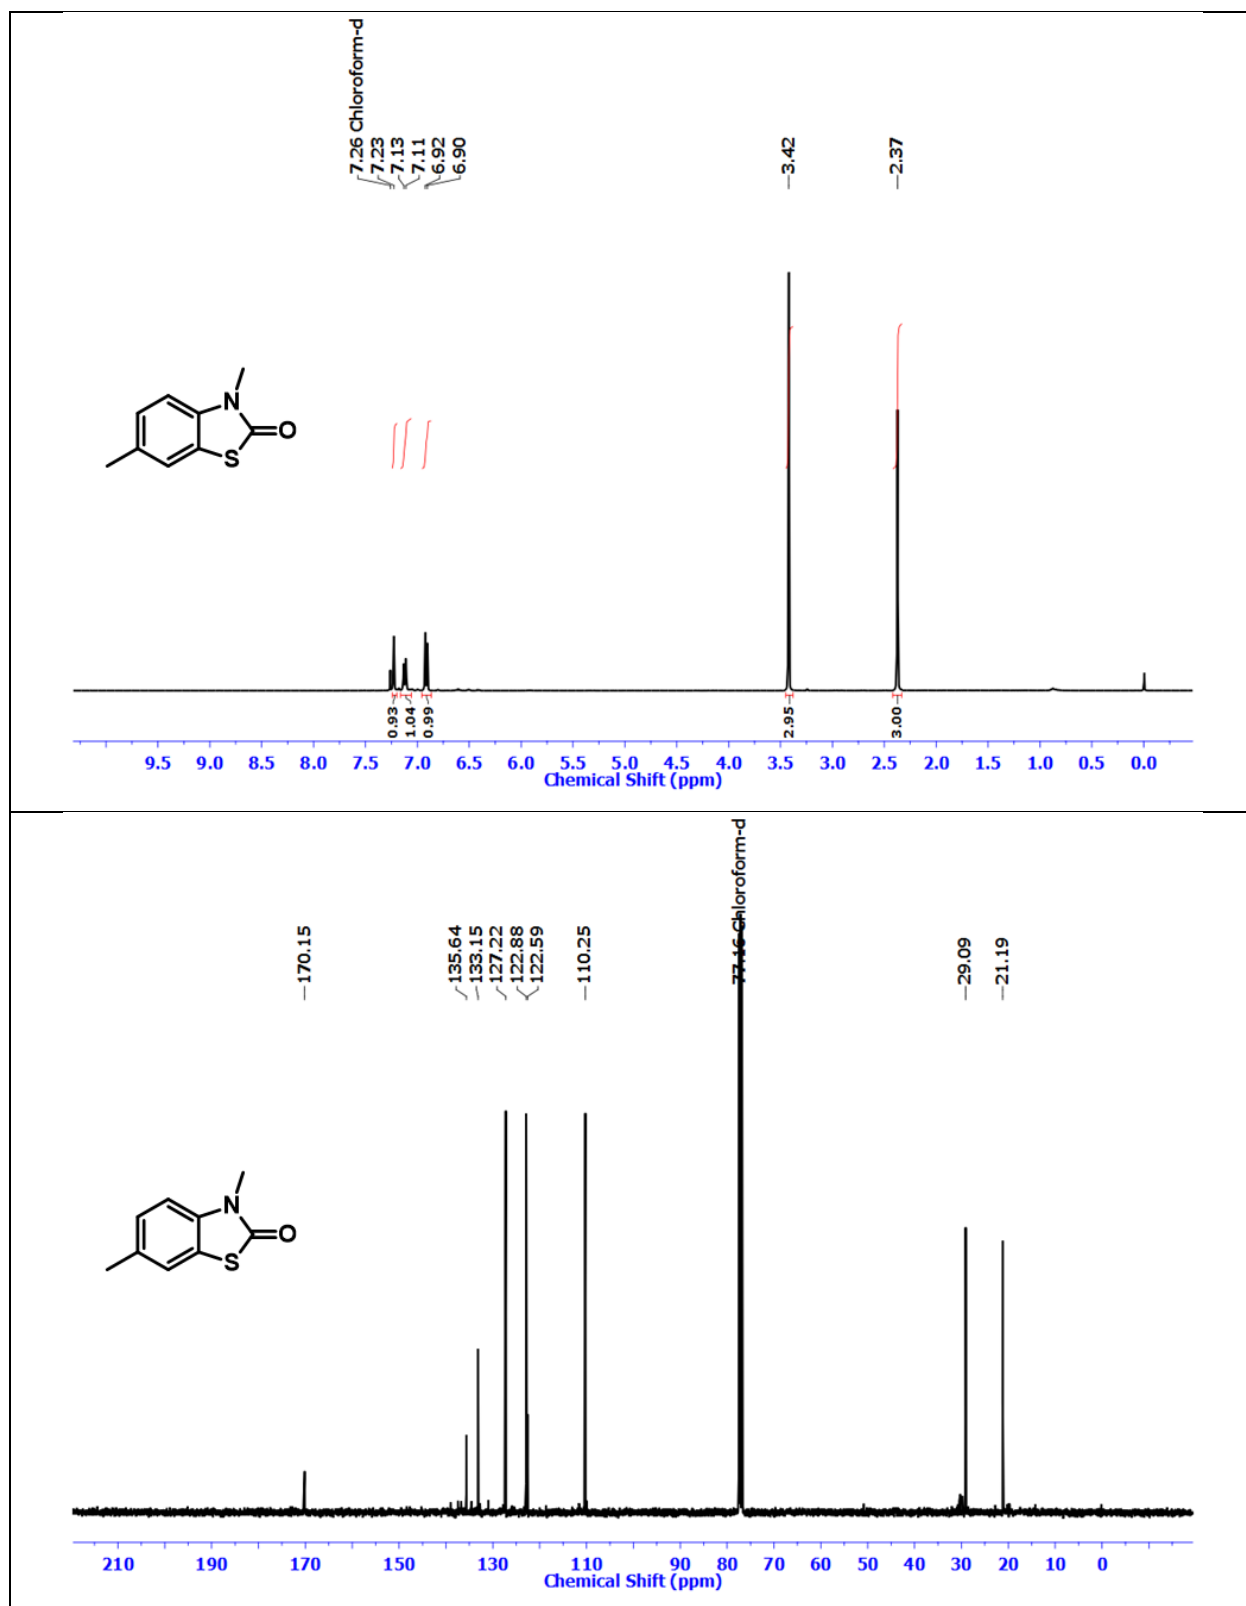 7.26 Chloroform-d
7.23
7.13
7.11
6.92
6.90
3.42
2.37
N
O
S
0.93
1.04
0.99
2.95
3.00
9.5 9.0 8.5 8.0 7.5 7.0 6.5 6.0 5.5 5.0 4.5 4.0 3.5 3.0 2.5 2.0 1.5 1.0 0.5 0.0
Chemical Shift (ppm)
170.15
135.64
133.15
127.22
122.88
122.59
110.25
77.16 Chloroform-d
29.09
21.19
N
O
S
210 190 170 150 130 110 90 80 70 60 50 40 30 20 10 0
Chemical Shift (ppm)